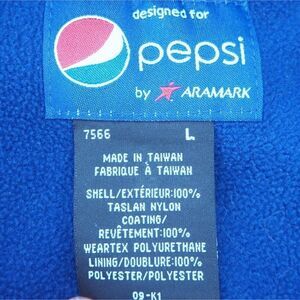 designed for
pepsi
by ARAMARK
7566 L
MADE IN TAIWAN
FABRIQUE À TAIWAN
SHELL/EXTÉRIEUR:100%
TASLAN NYLON
COATING/
REVÊTEMENT:100%
WEARTEX POLYURETHANE
LINING/DOUBLURE:100%
POLYESTER/POLYESTER
09-K1